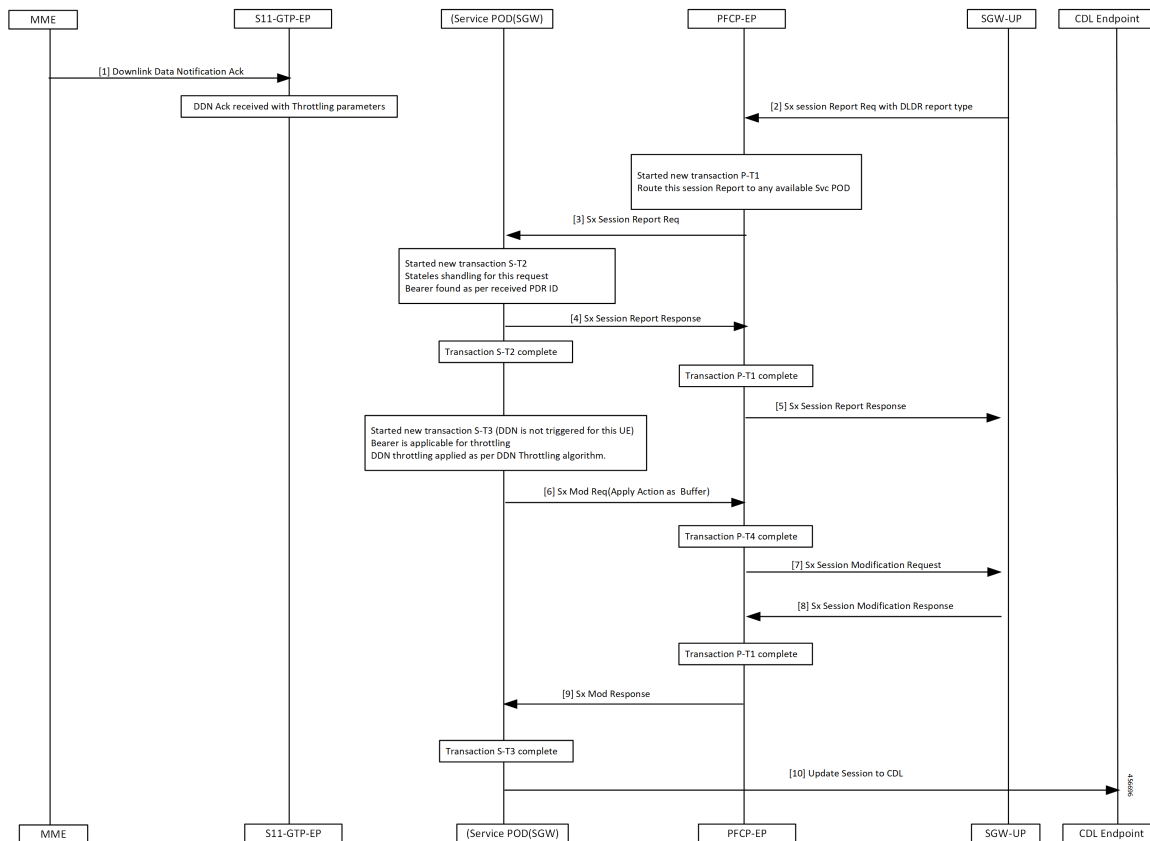 MME
S11-GTP-EP
(Service POD(SGW)
PFCP-EP
SGW-UP
CDL Endpoint
[1] Downlink Data Notification Ack
DDN Ack received with Throttling parameters
[2] Sx session Report Req with DLDR report type
Started new transaction P-T1
Route this session Report to any available Svc POD
[3] Sx Session Report Req
Started new transaction S-T2
Stateles shandling for this request
Bearer found as per received PDR ID
[4] Sx Session Report Response
Transaction S-T2 complete
Transaction P-T1 complete
[5] Sx Session Report Response
Started new transaction S-T3 (DDN is not triggered for this UE)
Bearer is applicable for throttling
DDN throttling applied as per DDN Throttling algorithm.
[6] Sx Mod Req(Apply Action as Buffer)
Transaction P-T4 complete
[7] Sx Session Modification Request
[8] Sx Session Modification Response
Transaction P-T1 complete
[9] Sx Mod Response
Transaction S-T3 complete
[10] Update Session to CDL
456696
MME
S11-GTP-EP
(Service POD(SGW)
PFCP-EP
SGW-UP
CDL Endpoint